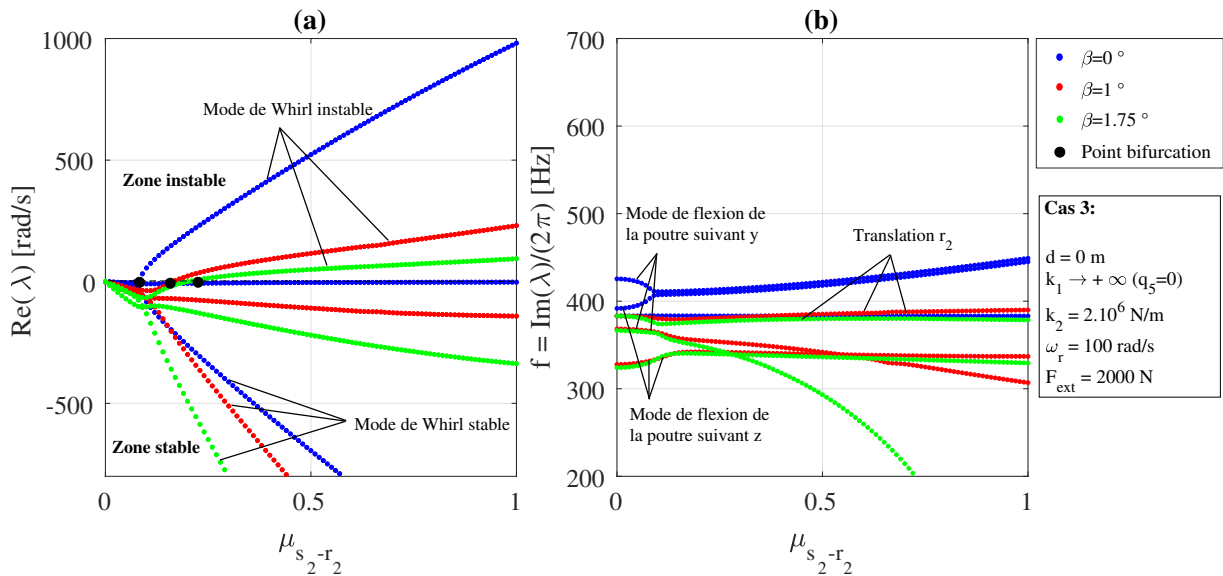 (a)
1000
500
0
-500
0
0.5
1
Re( λ) [rad/s]
μs2-r2
Mode de Whirl instable
Zone instable
Mode de Whirl stable
Zone stable
(b)
700
600
500
400
300
200
0
0.5
1
f = Im(λ)/(2π) [Hz]
μs2-r2
Mode de flexion de
la poutre suivant y
Translation r2
Mode de flexion de
la poutre suivant z
β=0 °
β=1 °
β=1.75 °
Point bifurcation
Cas 3:
d = 0 m
k1 → + ∞ (q5=0)
k2 = 2.10^6 N/m
ωr = 100 rad/s
Fext = 2000 N